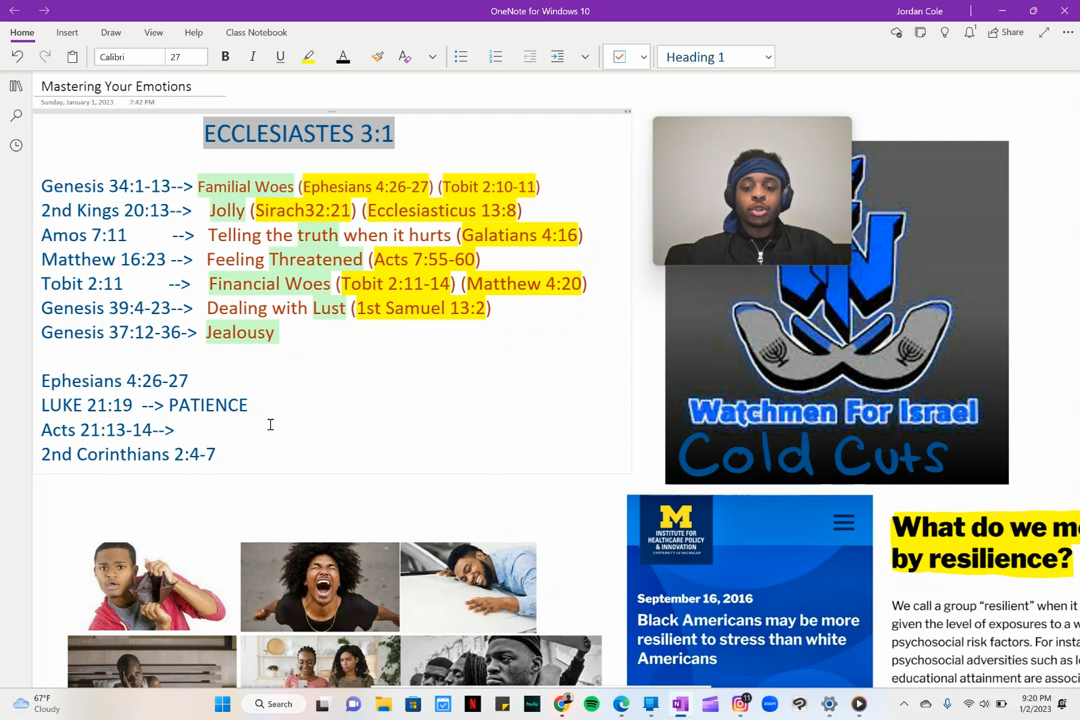 OneNote for Windows 10
Jordan Cole
Home Insert Draw View Help Class Notebook
Share
Calibri 27 B I U A Heading 1
Mastering Your Emotions
Sunday, January 1, 2023 7:42 PM
ECCLESIASTES 3:1
Genesis 34:1-13--> Familial Woes (Ephesians 4:26-27) (Tobit 2:10-11)
2nd Kings 20:13--> Jolly (Sirach32:21) (Ecclesiasticus 13:8)
Amos 7:11 --> Telling the truth when it hurts (Galatians 4:16)
Matthew 16:23 --> Feeling Threatened (Acts 7:55-60)
Tobit 2:11 --> Financial Woes (Tobit 2:11-14) (Matthew 4:20)
Genesis 39:4-23--> Dealing with Lust (1st Samuel 13:2)
Genesis 37:12-36-> Jealousy
Ephesians 4:26-27
LUKE 21:19 --> PATIENCE
Acts 21:13-14-->
2nd Corinthians 2:4-7
Watchmen For Israel
Cold Cuts
M
INSTITUTE FOR
HEALTHCARE POLICY
& INNOVATION
UNIVERSITY OF MICHIGAN
September 16, 2016
Black Americans may be more
resilient to stress than white
Americans
What do we me
by resilience?
We call a group “resilient” when it
given the level of exposures to a w
psychosocial risk factors. For insta
psychosocial adversities such as l
educational attainment are associ
67°F
Cloudy
Search
9:20 PM
1/2/2023